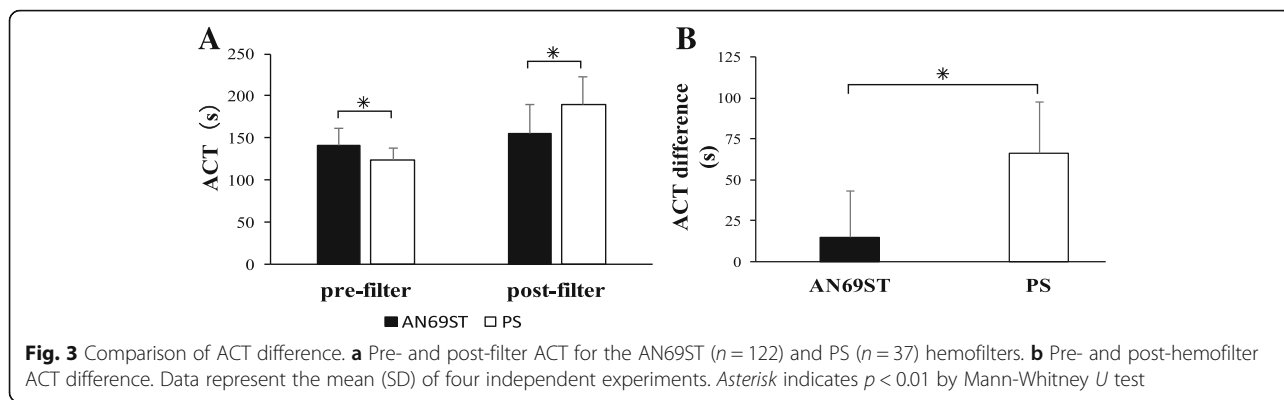 A
250
200
150
100
50
0
ACT (s)
*
*
pre-filter
post-filter
AN69ST
PS
B
125
100
75
50
25
0
ACT difference
(s)
*
AN69ST
PS
Fig. 3 Comparison of ACT difference. a Pre- and post-filter ACT for the AN69ST (n = 122) and PS (n = 37) hemofilters. b Pre- and post-hemofilter
ACT difference. Data represent the mean (SD) of four independent experiments. Asterisk indicates p < 0.01 by Mann-Whitney U test